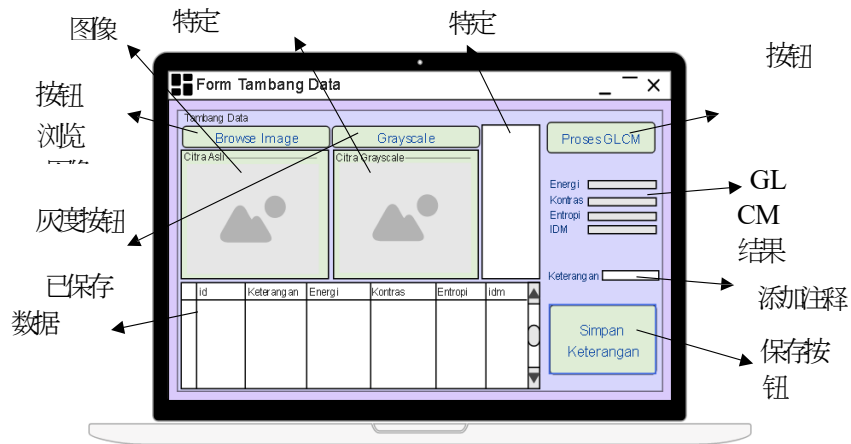 图像
特定
特定
按钮
按钮
浏览
灰度按钮
已保存
数据
Form Tambang Data
Tambang Data
Browse Image
Grayscale
Proses GLCM
Citra Asli
Citra Grayscale
Energi
Kontras
Entropi
IDM
Keterangan
id Keterangan Energi Kontras Entropi idm
Simpan
Keterangan
GL
CM
结果
添加注释
保存按
钮